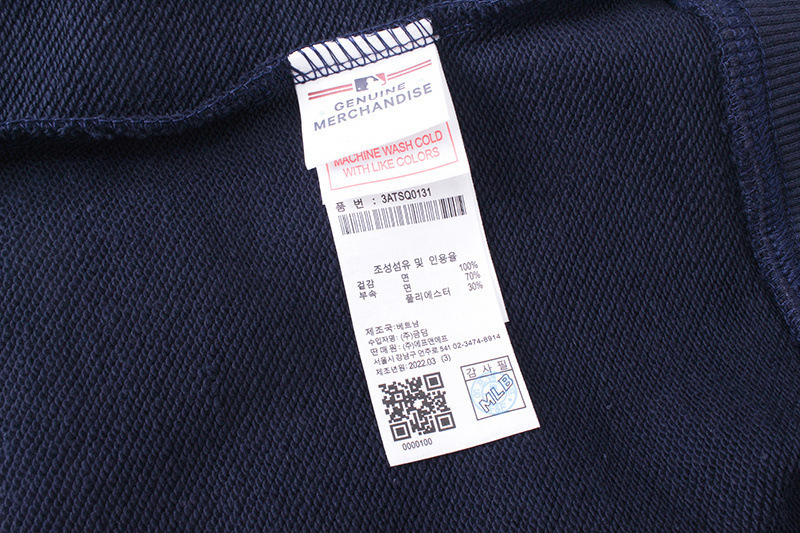 GENUINE
MERCHANDISE
MACHINE WASH COLD
WITH LIKE COLORS
품 번 : 3ATSQ0131
조성섬유 및 인용율
겉감 면 100%
부속 면 70%
폴리에스터 30%
제조국:베트남
수입자명: (주)금담
판 매 원 : (주)에프앤에프
서울시 강남구 언주로 541 02-3474-8914
제조년월: 2022.03 (3)
감 사 필
MLB
0000100